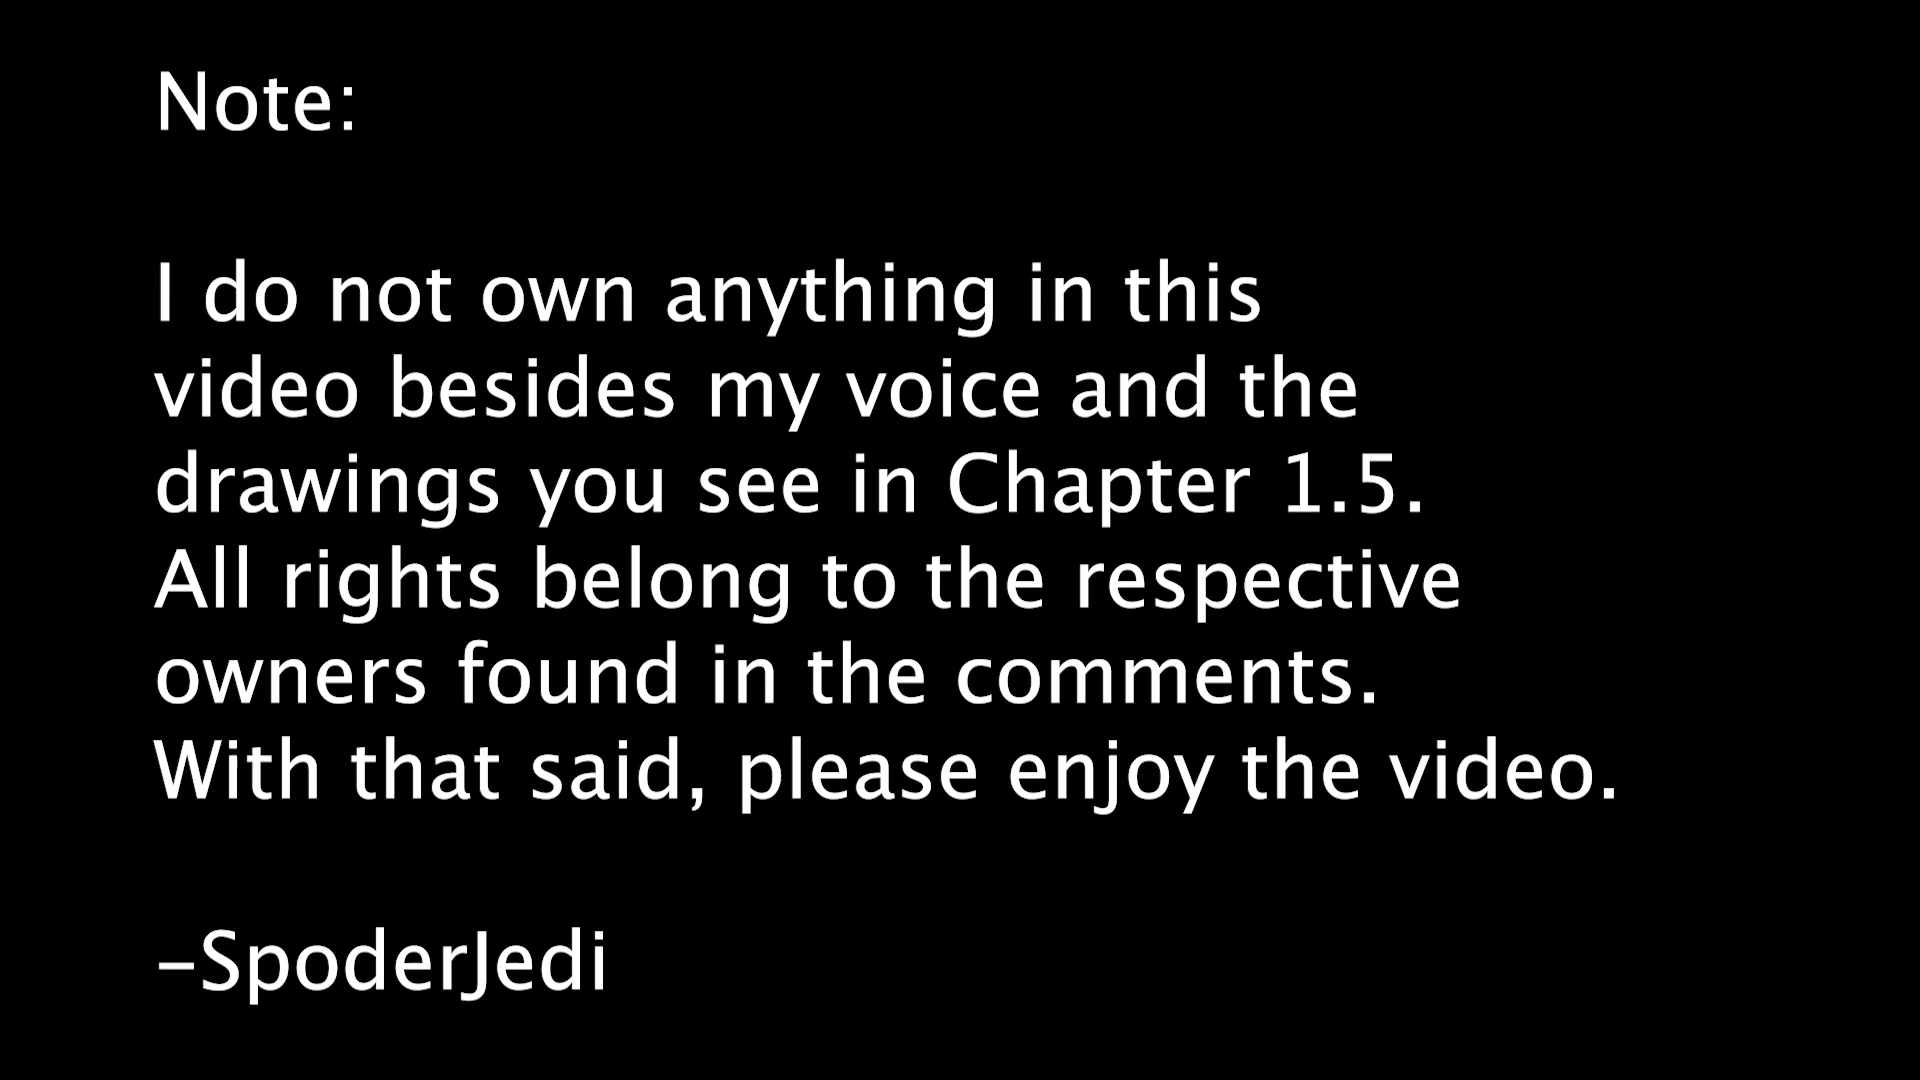 Note:
I do not own anything in this
video besides my voice and the
drawings you see in Chapter 1.5.
All rights belong to the respective
owners found in the comments.
With that said, please enjoy the video.
-SpoderJedi